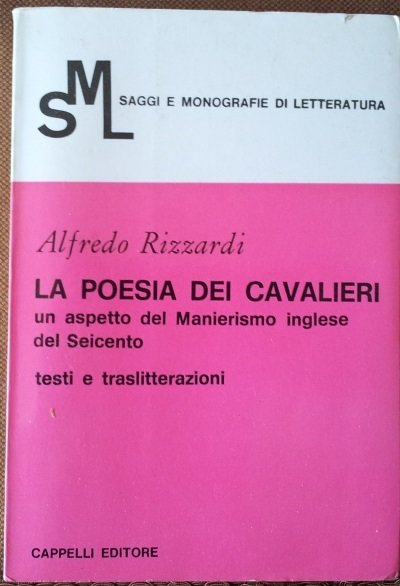 SML
SAGGI E MONOGRAFIE DI LETTERATURA
Alfredo Rizzardi
LA POESIA DEI CAVALIERI
un aspetto del Manierismo inglese
del Seicento
testi e traslitterazioni
CAPPELLI EDITORE